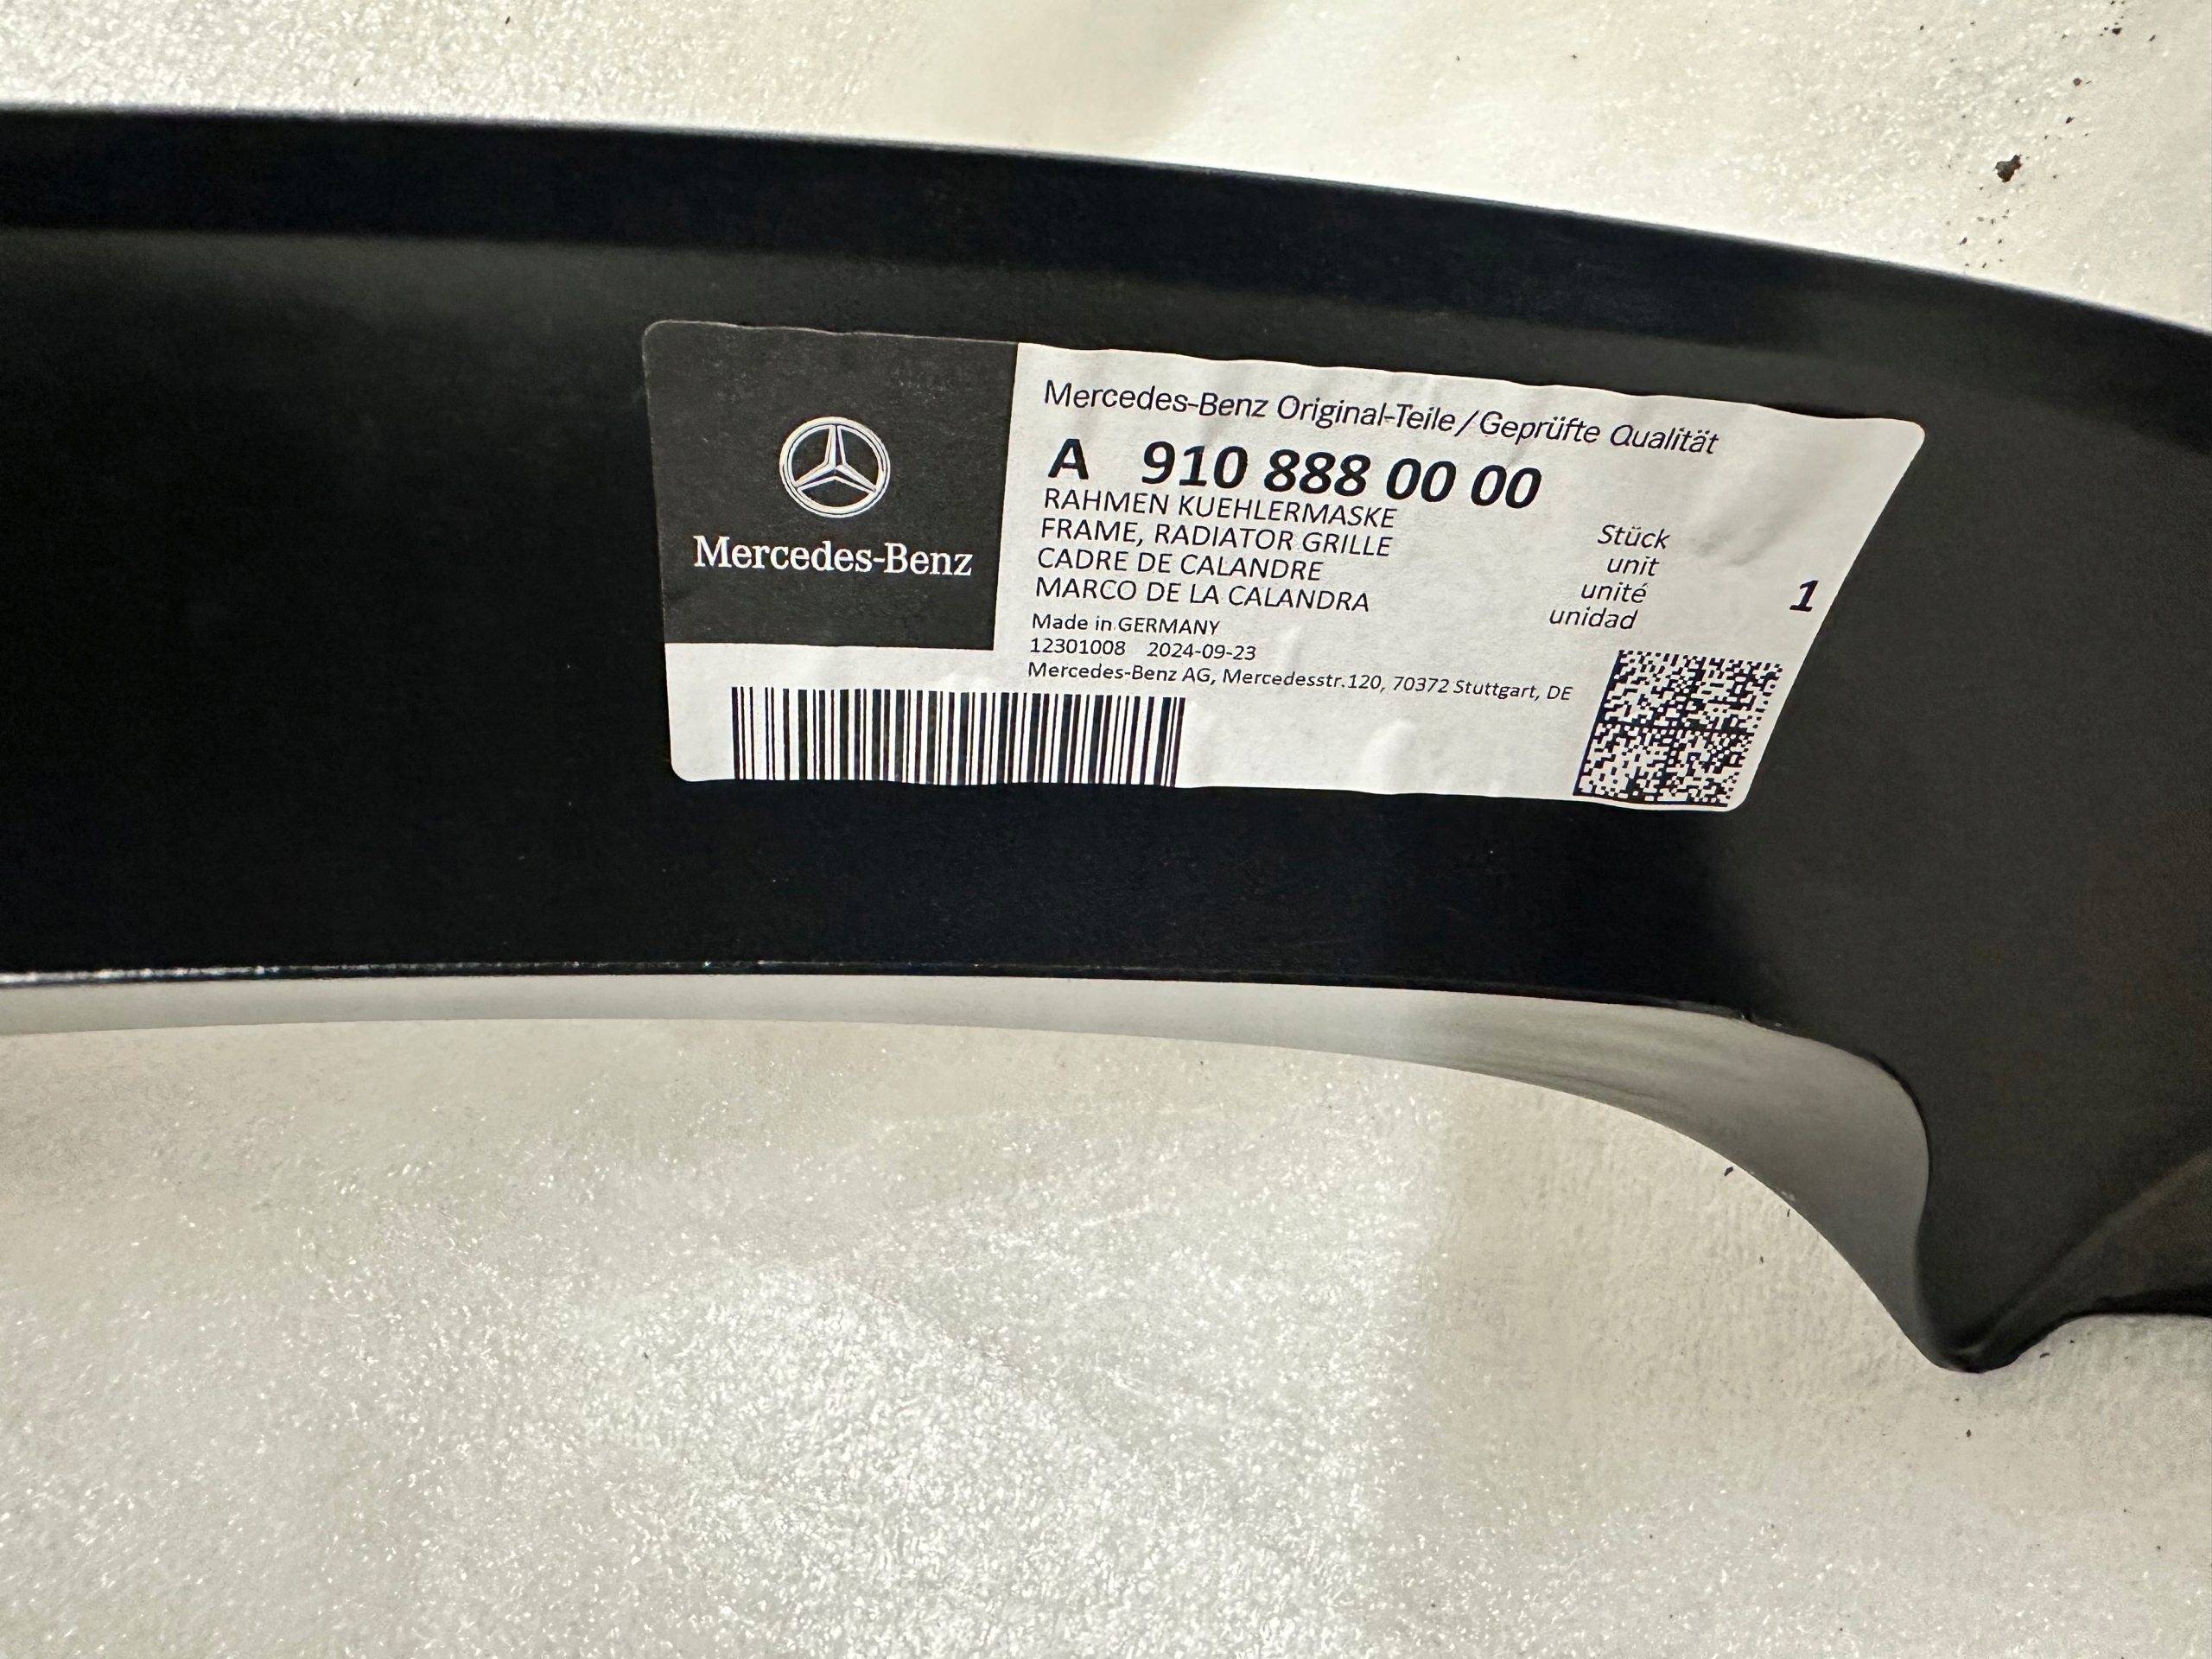 Mercedes-Benz
Mercedes-Benz Original-Teile/Geprüfte Qualität
A 910 888 00 00
RAHMEN KUEHLERMASKE
FRAME, RADIATOR GRILLE
CADRE DE CALANDRE
MARCO DE LA CALANDRA
Stück
unit
unité
unidad
1
Made in GERMANY
12301008 2024-09-23
Mercedes-Benz AG, Mercedesstr.120, 70372 Stuttgart, DE